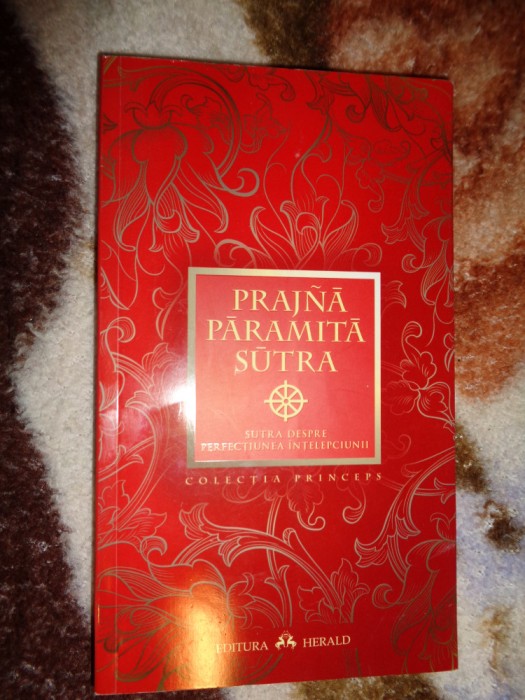 PRAJÑĀ
PĀRAMITĀ
SŪTRA
SUTRA DESPRE
PERFECȚIUNEA ÎNȚELEPCIUNII
COLECȚIA PRINCEPS
EDITURA HERALD